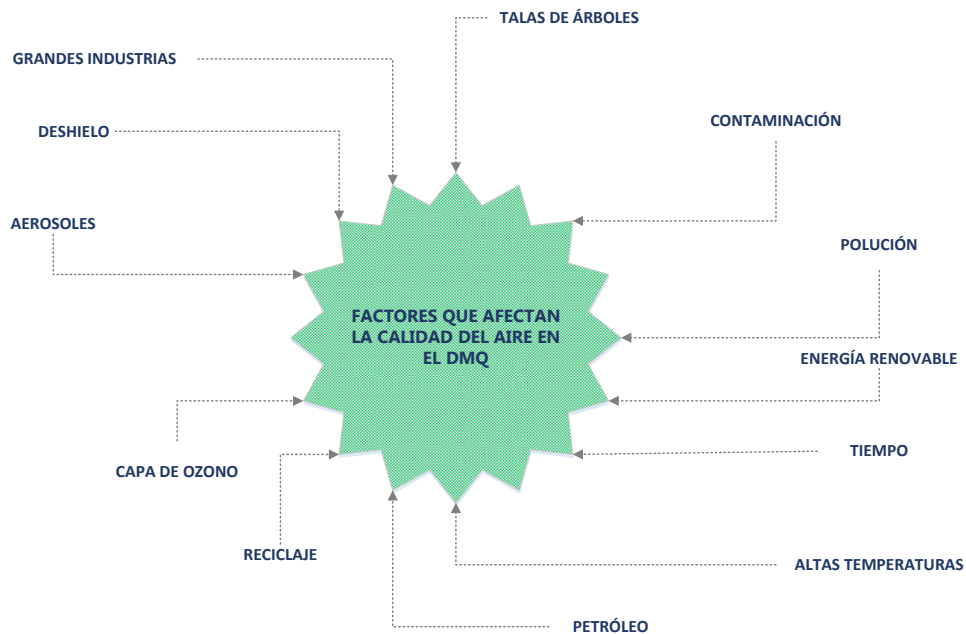 TALAS DE ÁRBOLES
GRANDES INDUSTRIAS
CONTAMINACIÓN
DESHIELO
AEROSOLES
POLUCIÓN
FACTORES QUE AFECTAN
LA CALIDAD DEL AIRE EN
EL DMQ
ENERGÍA RENOVABLE
TIEMPO
CAPA DE OZONO
RECICLAJE
ALTAS TEMPERATURAS
PETRÓLEO